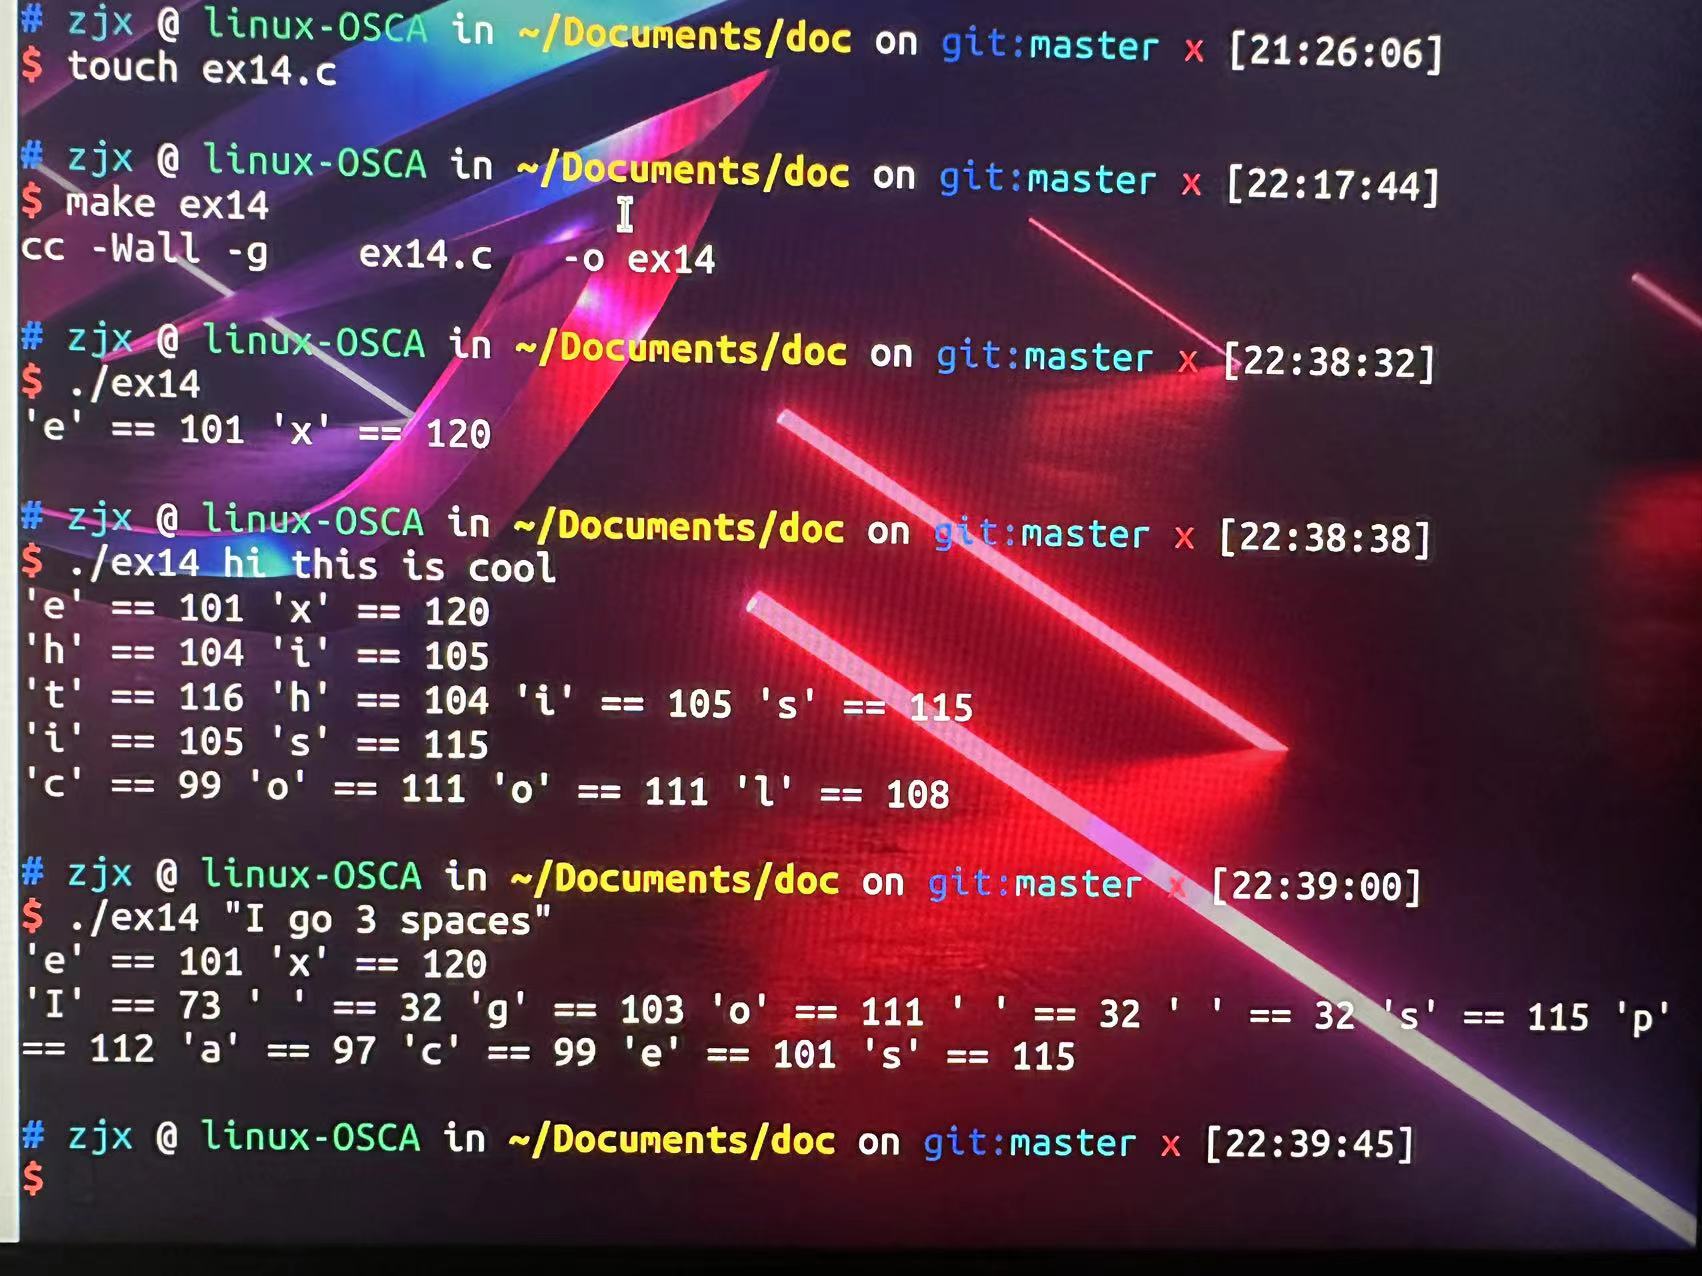 # zjx @ linux-OSCA in ~/Documents/doc on git:master x [21:26:06]
$ touch ex14.c
# zjx @ linux-OSCA in ~/Documents/doc on git:master x [22:17:44]
$ make ex14
cc -Wall -g    ex14.c   -o ex14
# zjx @ linux-OSCA in ~/Documents/doc on git:master x [22:38:32]
$ ./ex14
'e' == 101 'x' == 120
# zjx @ linux-OSCA in ~/Documents/doc on git:master x [22:38:38]
$ ./ex14 hi this is cool
'e' == 101 'x' == 120
'h' == 104 'i' == 105
't' == 116 'h' == 104 'i' == 105 's' == 115
'i' == 105 's' == 115
'c' == 99 'o' == 111 'o' == 111 'l' == 108
# zjx @ linux-OSCA in ~/Documents/doc on git:master x [22:39:00]
$ ./ex14 "I go 3 spaces"
'e' == 101 'x' == 120
'I' == 73 ' ' == 32 'g' == 103 'o' == 111 ' ' == 32 ' ' == 32 's' == 115 'p'
== 112 'a' == 97 'c' == 99 'e' == 101 's' == 115
# zjx @ linux-OSCA in ~/Documents/doc on git:master x [22:39:45]
$